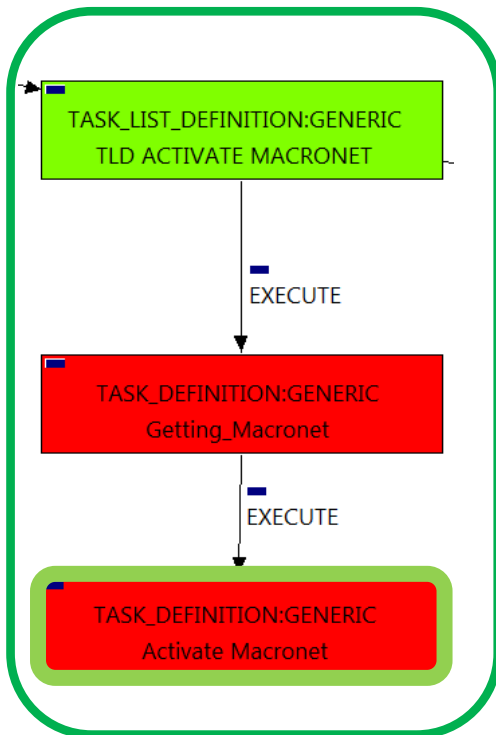 TASK_LIST_DEFINITION:GENERIC
TLD ACTIVATE MACRONET
EXECUTE
TASK_DEFINITION:GENERIC
Getting_Macronet
EXECUTE
TASK_DEFINITION:GENERIC
Activate Macronet